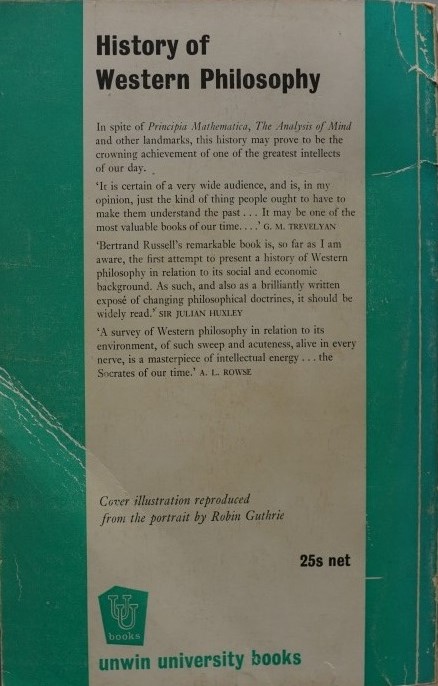 History of
Western Philosophy
In spite of Principia Mathematica, The Analysis of Mind
and other landmarks, this history may prove to be the
crowning achievement of one of the greatest intellects
of our day.
'It is certain of a very wide audience, and is, in my
opinion, just the kind of thing people ought to have to
make them understand the past . . . It may be one of the
most valuable books of our time. . . .' G. M. TREVELYAN
'Bertrand Russell's remarkable book is, so far as I am
aware, the first attempt to present a history of Western
philosophy in relation to its social and economic
background. As such, and also as a brilliantly written
exposé of changing philosophical doctrines, it should be
widely read.' SIR JULIAN HUXLEY
'A survey of Western philosophy in relation to its
environment, of such sweep and acuteness, alive in every
nerve, is a masterpiece of intellectual energy . . . the
Socrates of our time.' A. L. ROWSE
Cover illustration reproduced
from the portrait by Robin Guthrie
25s net
UU
books
unwin university books